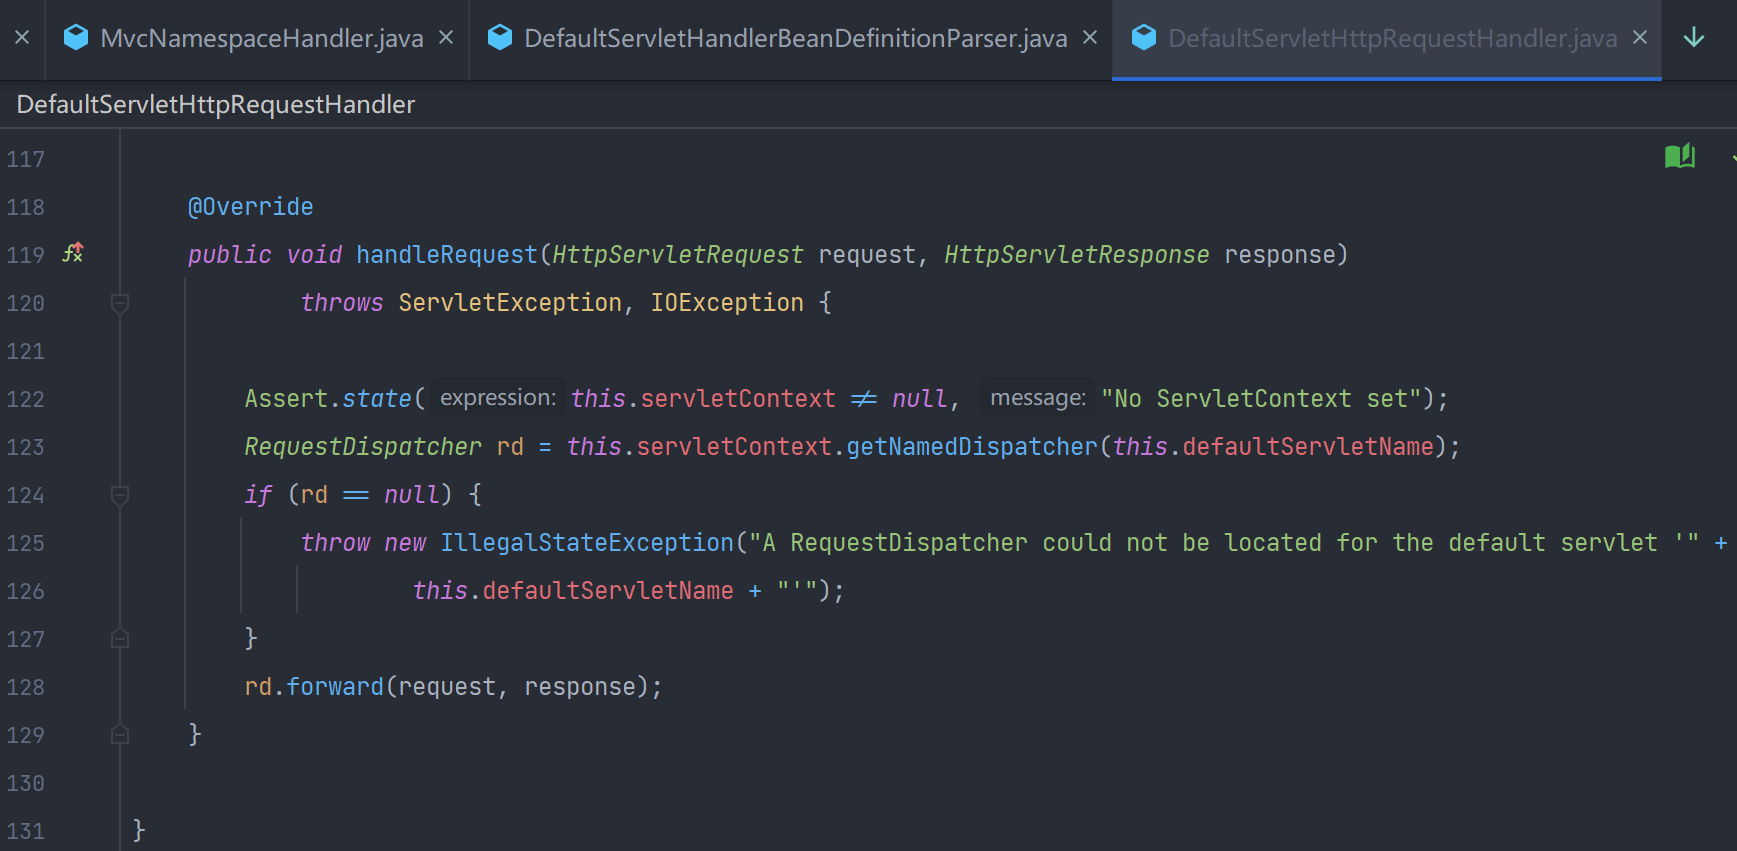 MvcNamespaceHandler.java DefaultServletHandlerBeanDefinitionParser.java DefaultServletHttpRequestHandler.java
DefaultServletHttpRequestHandler
117
118 @Override
119 public void handleRequest(HttpServletRequest request, HttpServletResponse response)
120 throws ServletException, IOException {
121
122 Assert.state( expression: this.servletContext != null, message: "No ServletContext set");
123 RequestDispatcher rd = this.servletContext.getNamedDispatcher(this.defaultServletName);
124 if (rd == null) {
125 throw new IllegalStateException("A RequestDispatcher could not be located for the default servlet '" +
126 this.defaultServletName + "'");
127 }
128 rd.forward(request, response);
129 }
130
131 }